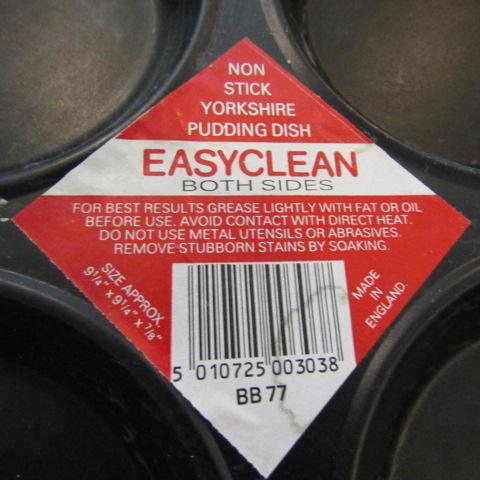 NON
STICK
YORKSHIRE
PUDDING DISH
EASYCLEAN
BOTH SIDES
FOR BEST RESULTS GREASE LIGHTLY WITH FAT OR OIL
BEFORE USE. AVOID CONTACT WITH DIRECT HEAT.
DO NOT USE METAL UTENSILS OR ABRASIVES.
REMOVE STUBBORN STAINS BY SOAKING.
SIZE APPROX.
9¼" x 9¼" x ⅞"
MADE
IN
ENGLAND.
5 010725 003038
BB 77